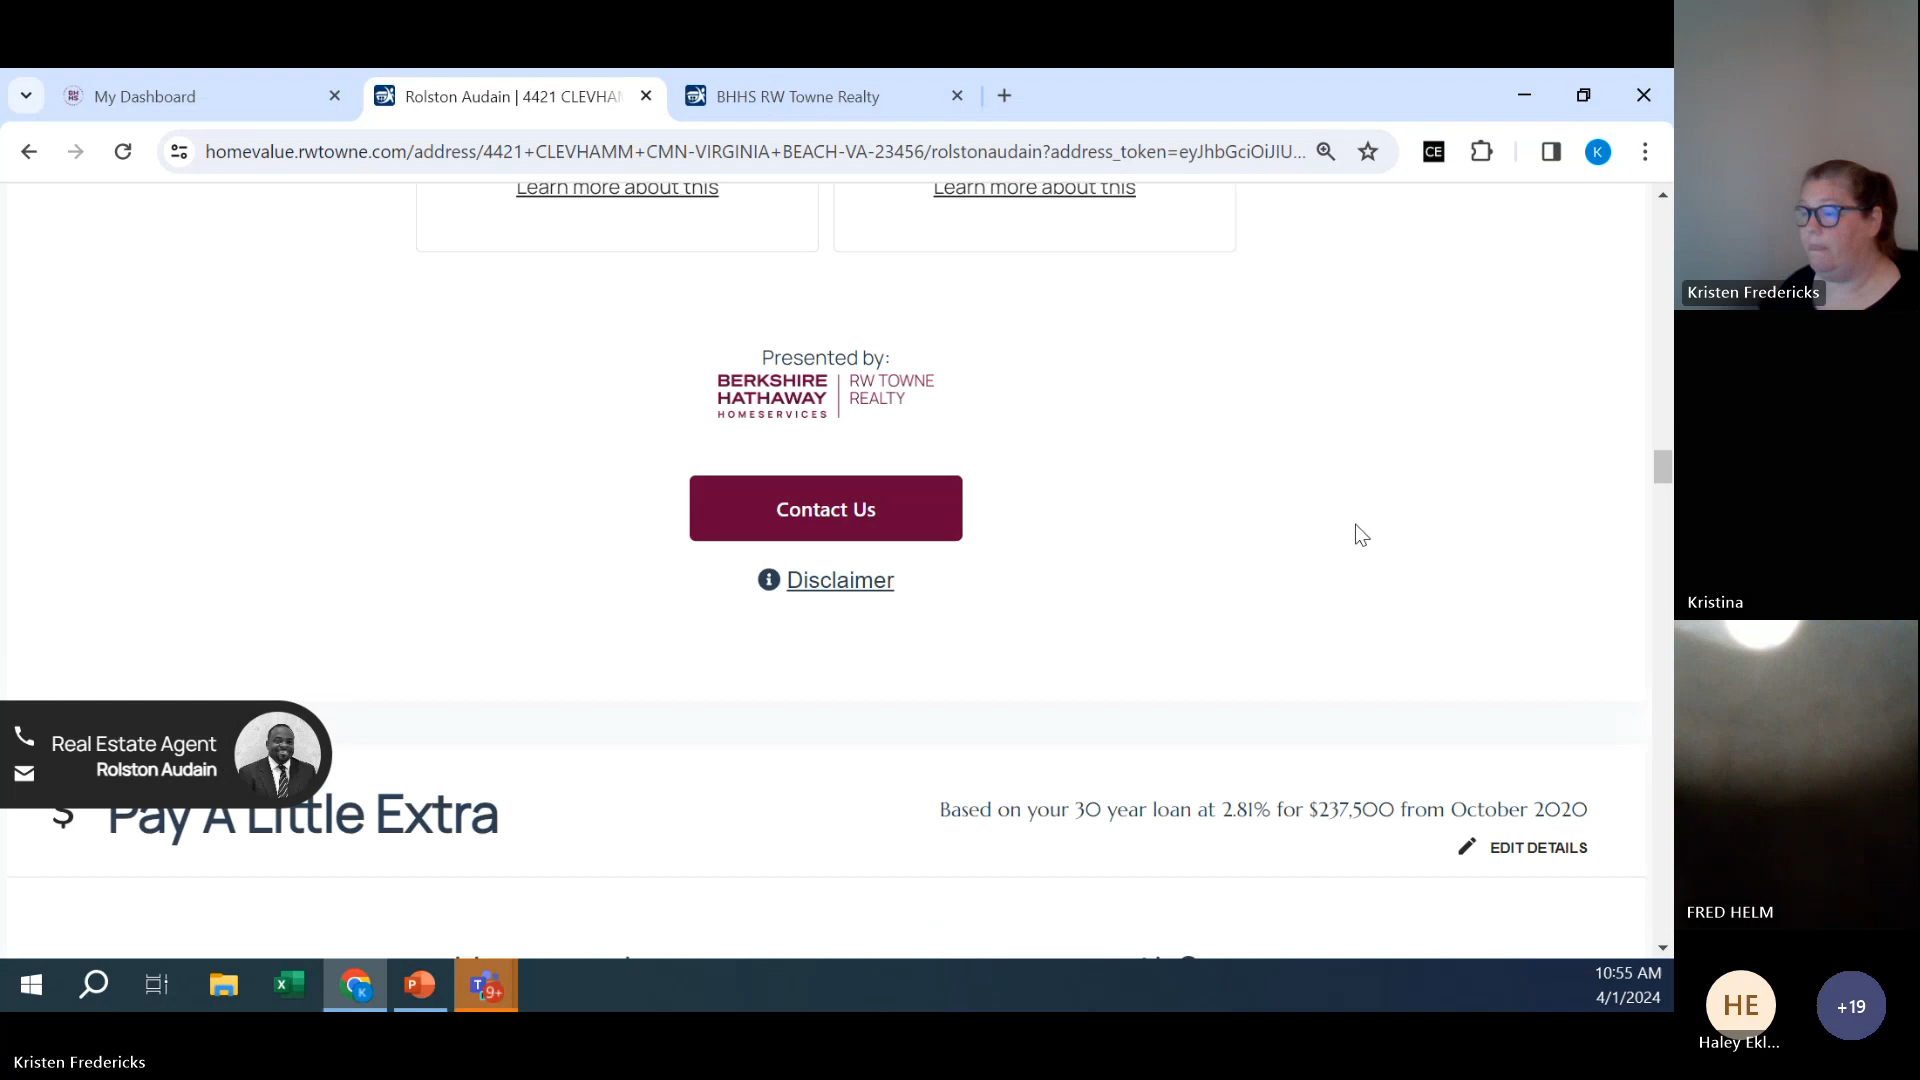 My Dashboard
Rolston Audain | 4421 CLEVHAM
BHHS RW Towne Realty
homevalue.rwtowne.com/address/4421+CLEVHAMM+CMN-VIRGINIA+BEACH-VA-23456/rolstonaudain?address_token=eyJhbGciOiJIU...
CE
K
Learn more about this
Learn more about this
Presented by:
BERKSHIRE HATHAWAY HOMESERVICES | RW TOWNE REALTY
Contact Us
Disclaimer
Real Estate Agent
Rolston Audain
$ Pay A Little Extra
Based on your 30 year loan at 2.81% for $237,500 from October 2020
EDIT DETAILS
9+
10:55 AM
4/1/2024
Kristen Fredericks
Kristen Fredericks
Kristina
FRED HELM
HE
Haley Ekl...
+19